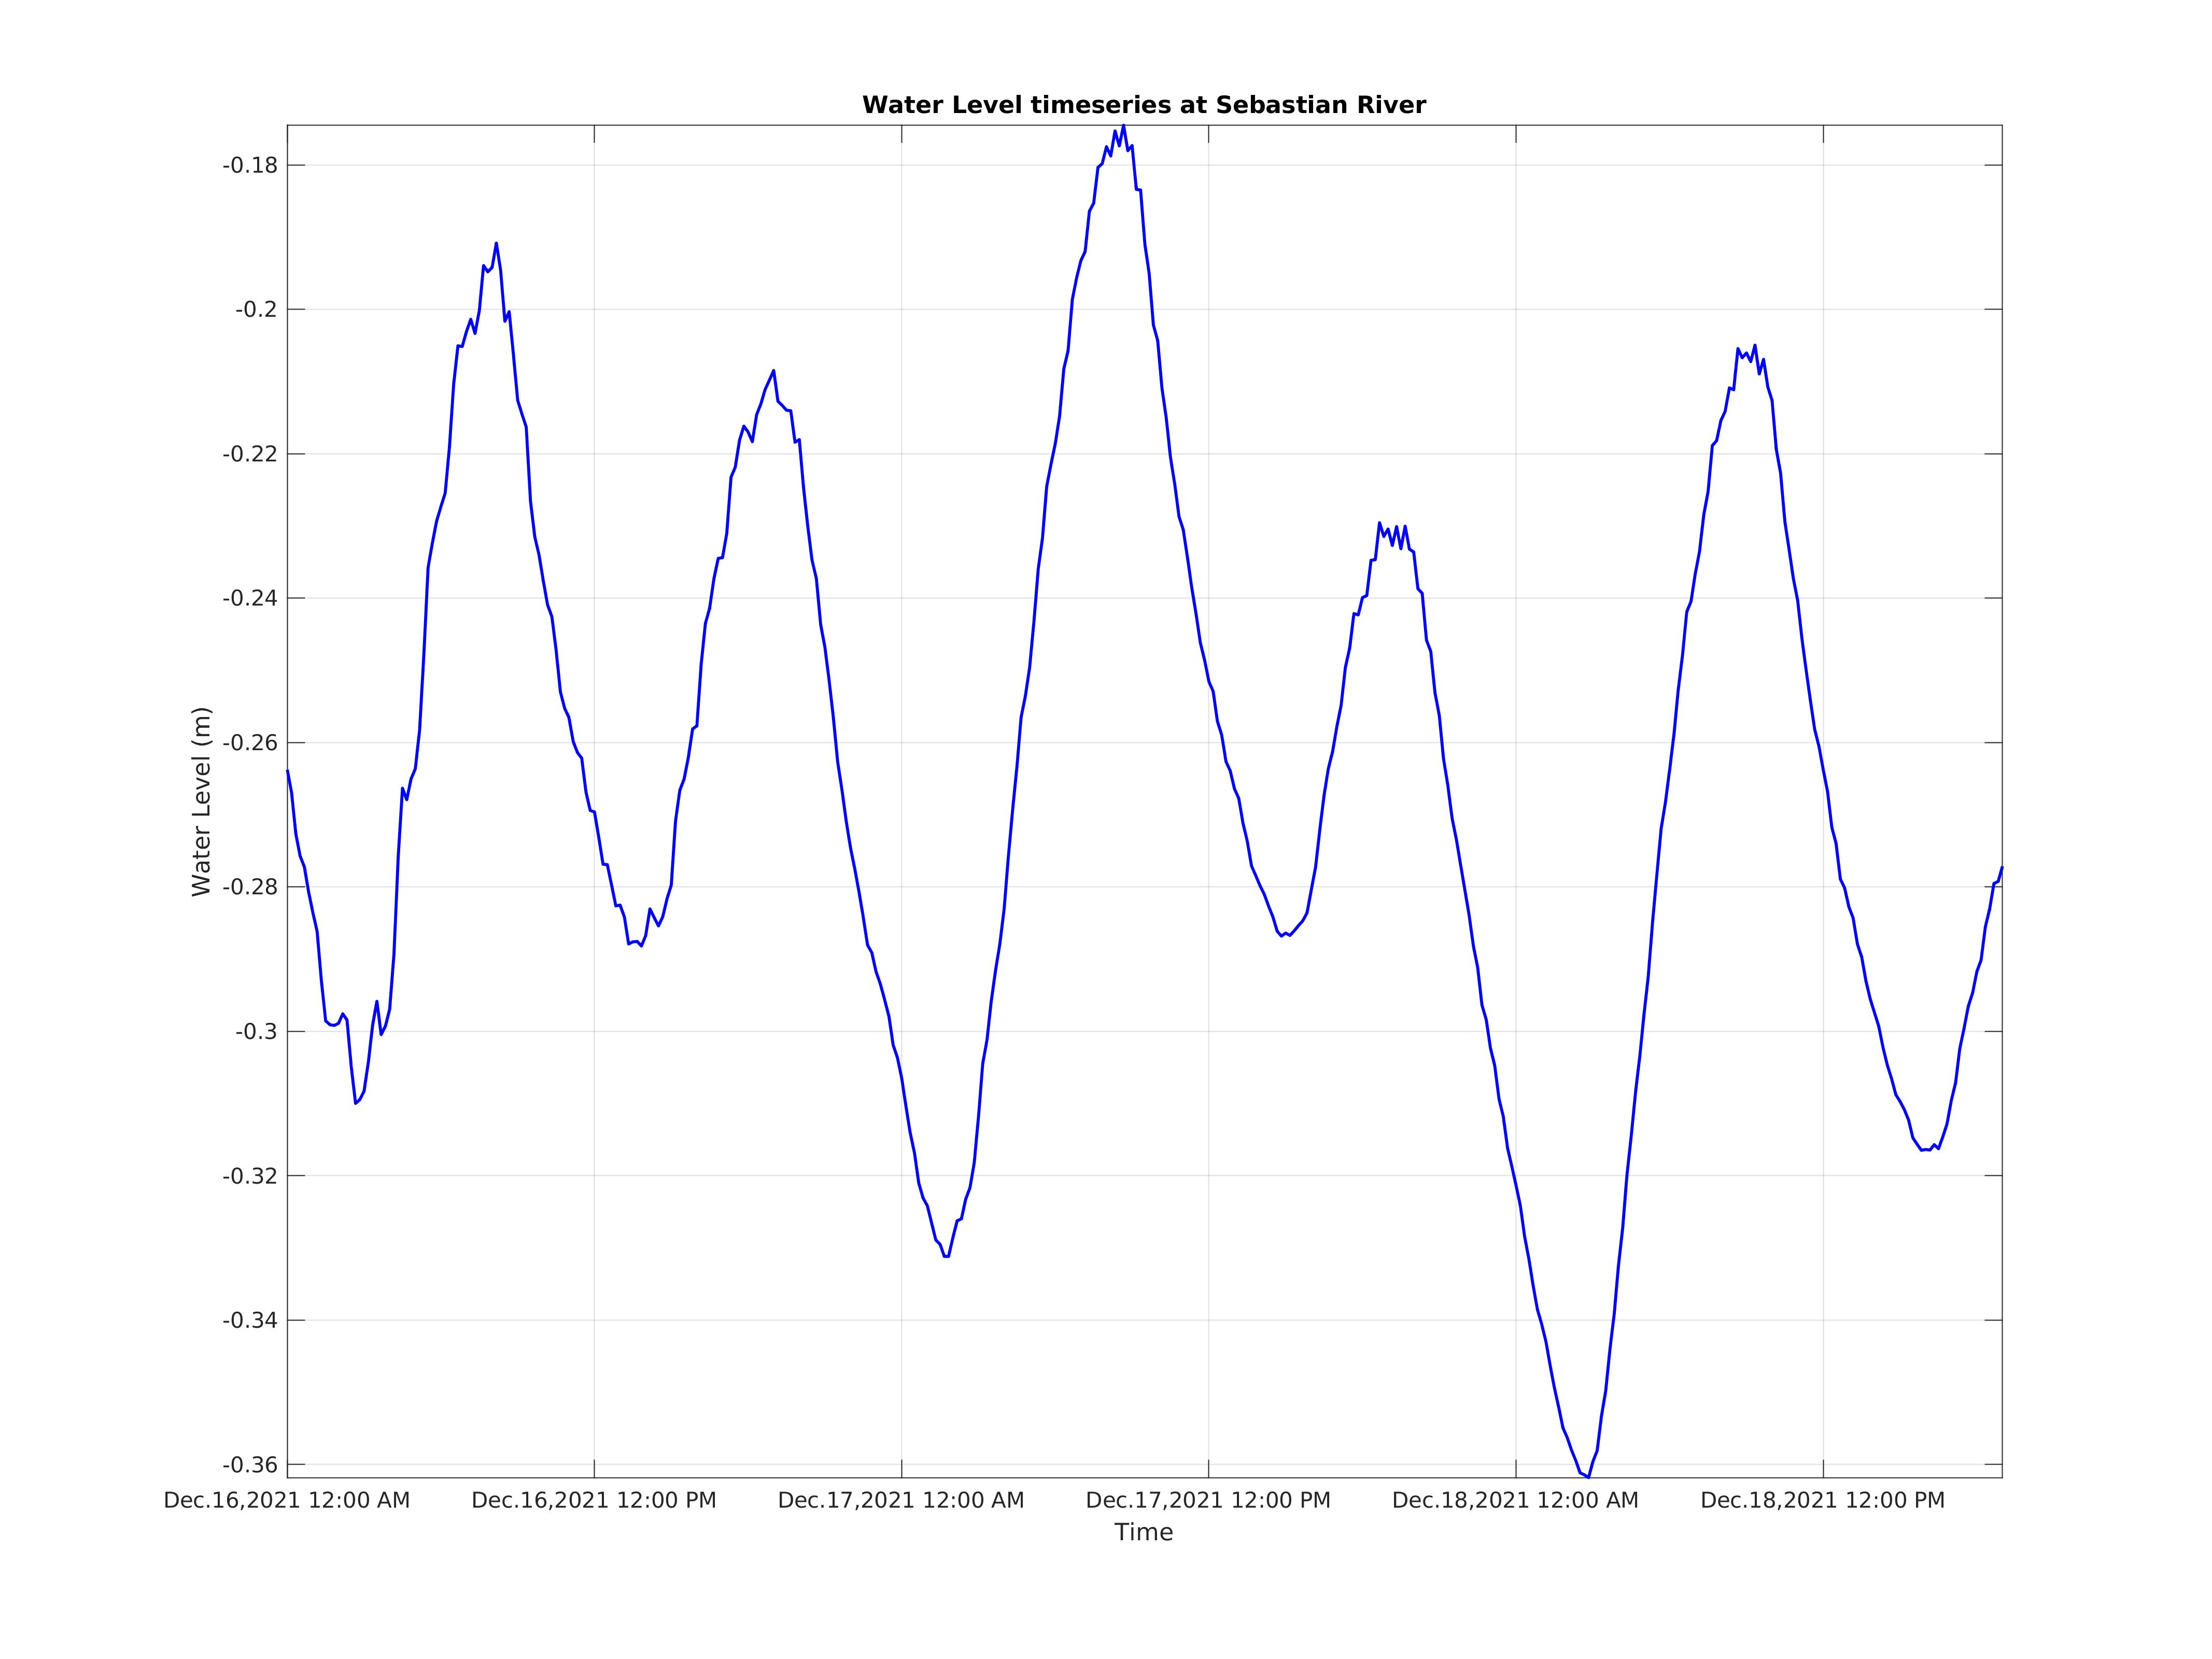 Water Level timeseries at Sebastian River
-0.18
-0.2
-0.22
-0.24
-0.26
-0.28
-0.3
-0.32
-0.34
-0.36
Water Level (m)
Dec.16,2021 12:00 AM
Dec.16,2021 12:00 PM
Dec.17,2021 12:00 AM
Dec.17,2021 12:00 PM
Dec.18,2021 12:00 AM
Dec.18,2021 12:00 PM
Time